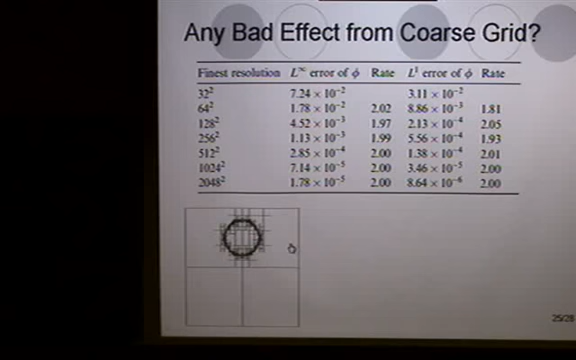 Any Bad Effect from Coarse Grid?
Finest resolution L^∞ error of ϕ Rate L^1 error of ϕ Rate
32² 7.24 × 10⁻² 3.11 × 10⁻²
64² 1.78 × 10⁻² 2.02 8.86 × 10⁻³ 1.81
128² 4.52 × 10⁻³ 1.97 2.13 × 10⁻⁴ 2.05
256² 1.13 × 10⁻³ 1.99 5.56 × 10⁻⁴ 1.93
512² 2.85 × 10⁻⁴ 2.00 1.38 × 10⁻⁴ 2.01
1024² 7.14 × 10⁻⁵ 2.00 3.46 × 10⁻⁵ 2.00
2048² 1.78 × 10⁻⁵ 2.00 8.64 × 10⁻⁶ 2.00
25/28